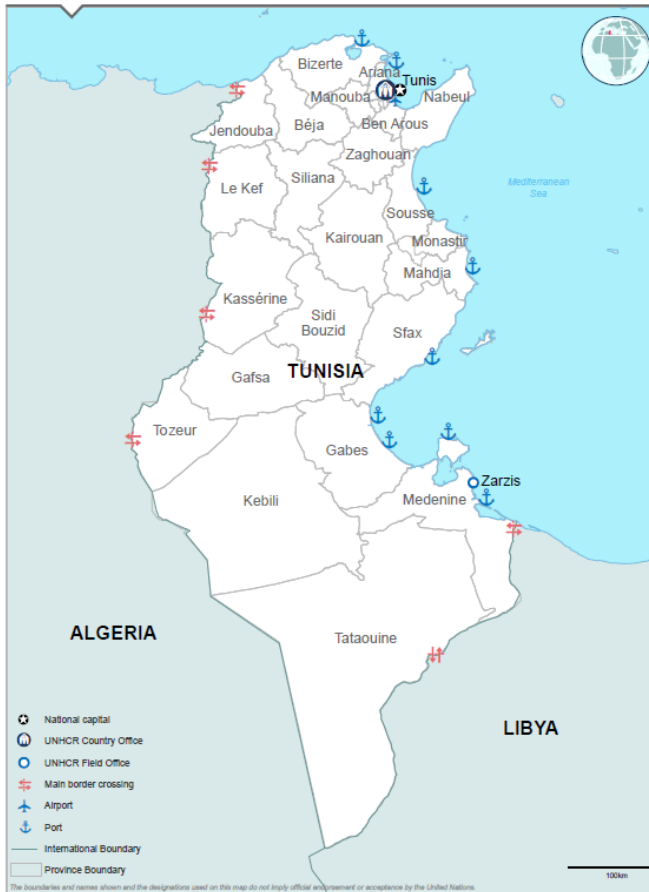 Bizerte
Ariana
Tunis
Manouba
Nabeul
Jendouba
Béja
Ben Arous
Zaghouan
Le Kef
Siliana
Mediterranean
Sea
Sousse
Kairouan
Monastir
Mahdja
Kassérine
Sidi
Bouzid
Sfax
TUNISIA
Gafsa
Tozeur
Gabes
Zarzis
Kebili
Medenine
ALGERIA
Tataouine
LIBYA
National capital
UNHCR Country Office
UNHCR Field Office
Main border crossing
Airport
Port
International Boundary
Province Boundary
100km
The boundaries and names shown and the designations used on this map do not imply official endorsement or acceptance by the United Nations.